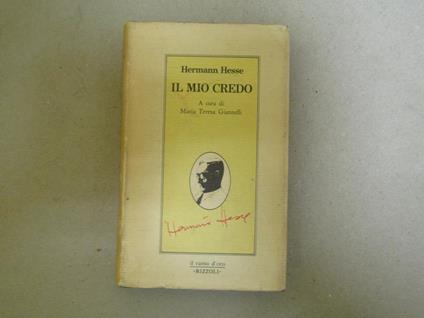 Hermann Hesse
IL MIO CREDO
A cura di
Maria Teresa Giannelli
Hermann Hesse
il ramo d'oro
•RIZZOLI•